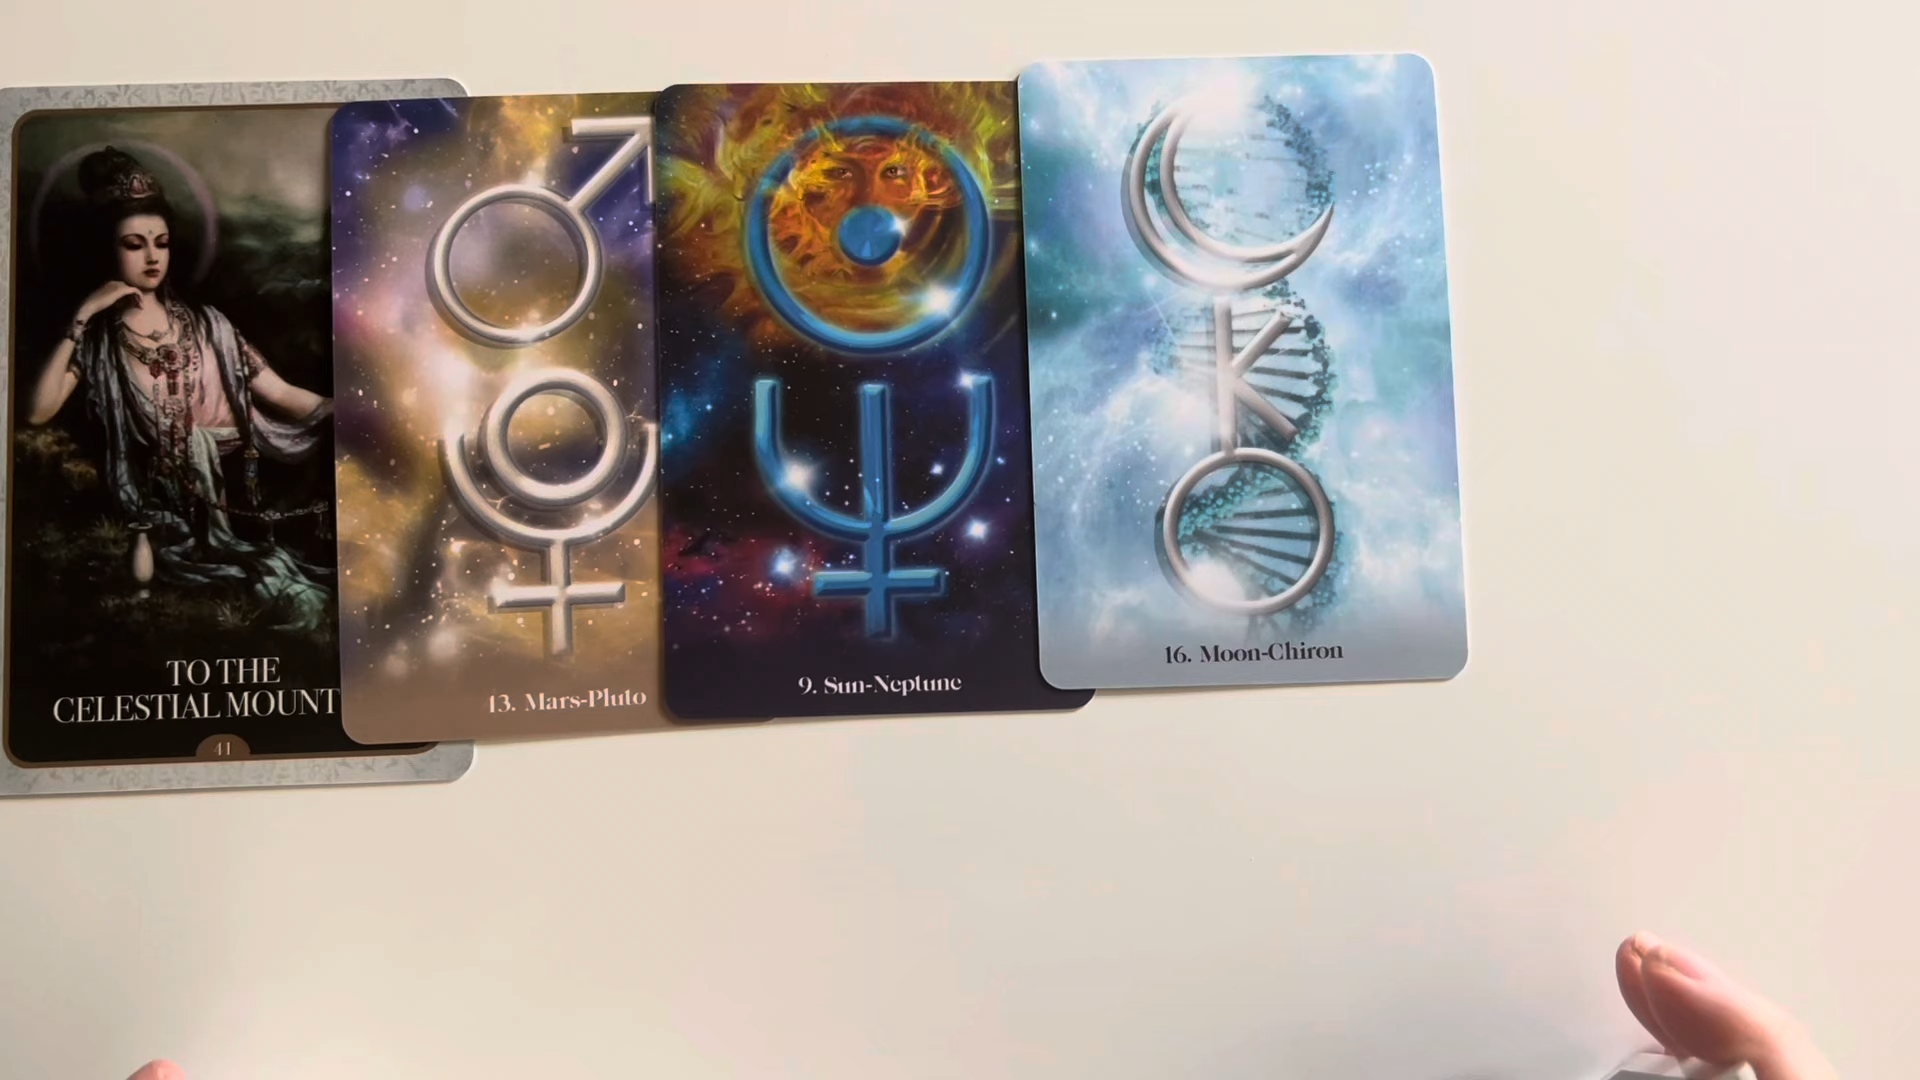 TO THE
CELESTIAL MOUNT
41
13. Mars-Pluto
9. Sun-Neptune
16. Moon-Chiron